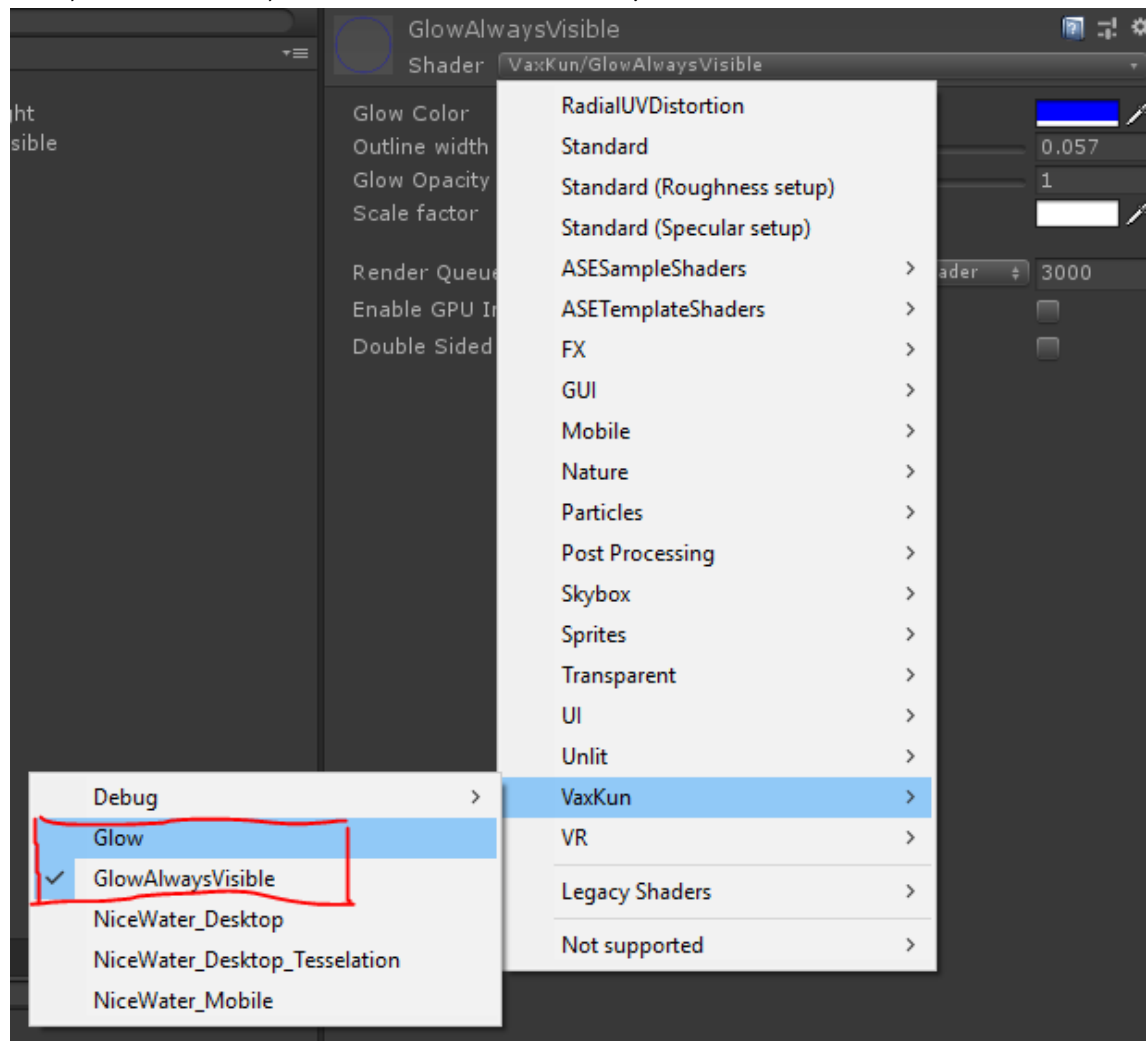 GlowAlwaysVisible
Shader VaxKun/GlowAlwaysVisible
ht
sible
Glow Color
Outline width 0.057
Glow Opacity 1
Scale factor
Render Queue ader 3000
Enable GPU Ir
Double Sided
RadialUVDistortion
Standard
Standard (Roughness setup)
Standard (Specular setup)
ASESampleShaders
ASETemplateShaders
FX
GUI
Mobile
Nature
Particles
Post Processing
Skybox
Sprites
Transparent
UI
Unlit
VaxKun
VR
Legacy Shaders
Not supported
Debug
Glow
GlowAlwaysVisible
NiceWater_Desktop
NiceWater_Desktop_Tesselation
NiceWater_Mobile